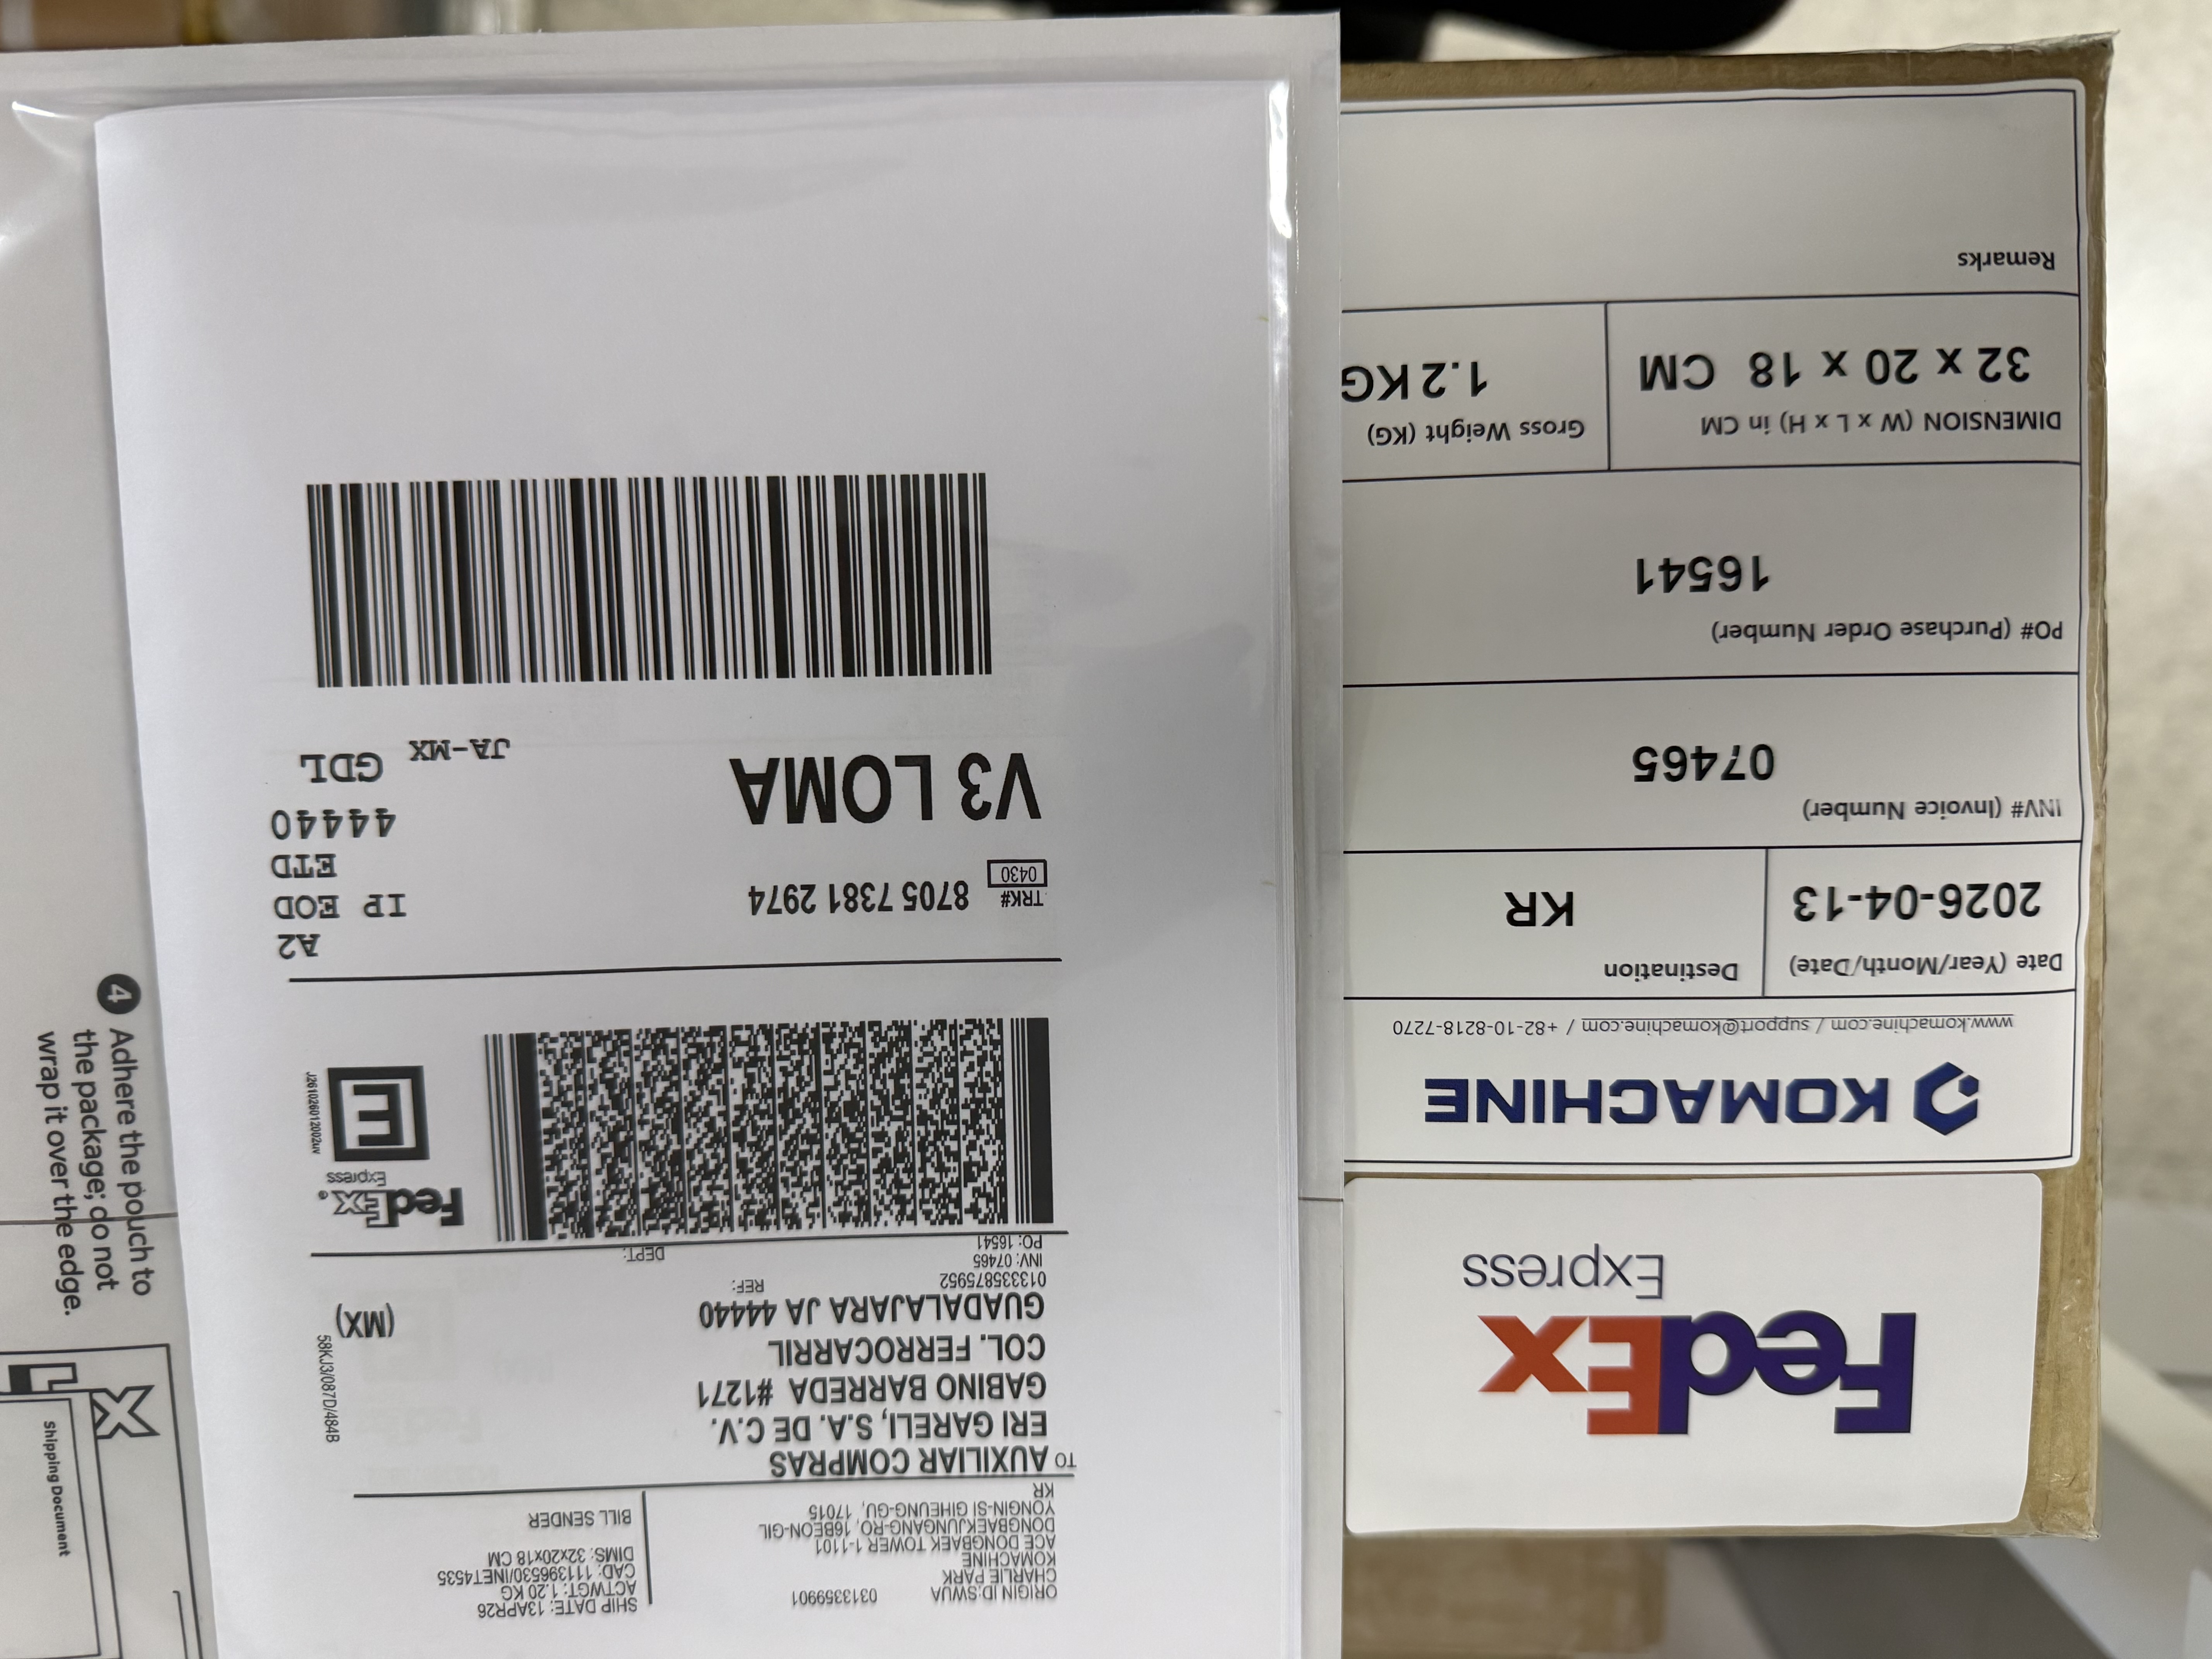 ORIGIN ID:SWUA 0313359901
CHARLIE PARK
KOMACHINE
ACE DONGBAEK TOWER 1-1101
DONGBAEKJUNGANG-RO, 16BEON-GIL
YONGIN-SI GIHEUNG-GU, 17015
KR
SHIP DATE: 13APR26
ACTWGT: 1.20 KG
CAD: 111396530/INET4535
DIMS: 32x20x18 CM
BILL SENDER
TO AUXILIAR COMPRAS
ERI GARELI, S.A. DE C.V.
GABINO BARREDA #1271
COL. FERROCARRIL
GUADALAJARA JA 44440
(MX)
58KJ3/087D/484B
013335875952 REF:
INV: 07465
PO: 16541 DEPT:
FedEx®
Express
E
J261026012002uv
TRK# 8705 7381 2974
0430
A2
IP EOD
ETD
44440
V3 LOMA
JA-MX GDL
FedEx
Express
KOMACHINE
www.komachine.com / support@komachine.com / +82-10-8218-7270
Date (Year/Month/Date) Destination
2026-04-13 KR
INV# (Invoice Number)
07465
PO# (Purchase Order Number)
16541
DIMENSION (W x L x H) in CM Gross Weight (KG)
32 x 20 x 18 CM 1.2 KG
Remarks
4 Adhere the pouch to
the package; do not
wrap it over the edge.
Shipping Document